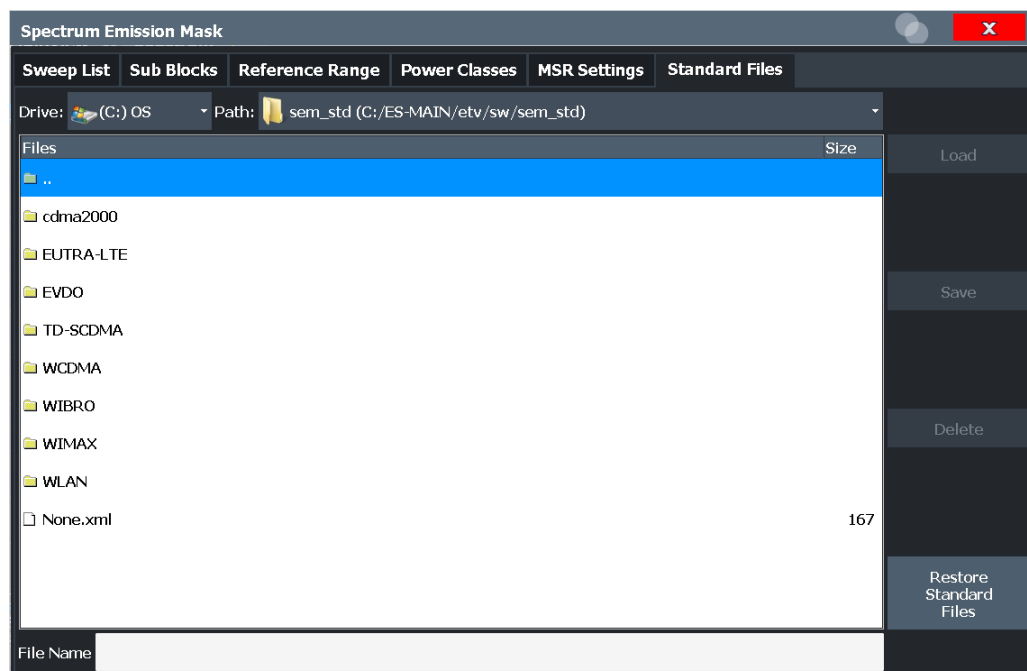 Spectrum Emission Mask X
Sweep List Sub Blocks Reference Range Power Classes MSR Settings Standard Files
Drive: (C:) OS Path: sem_std (C:/ES-MAIN/etv/sw/sem_std)
Files Size
Load
..
cdma2000
EUTRA-LTE
EVDO
Save
TD-SCDMA
WCDMA
WIBRO
Delete
WIMAX
WLAN
None.xml 167
Restore
Standard
Files
File Name